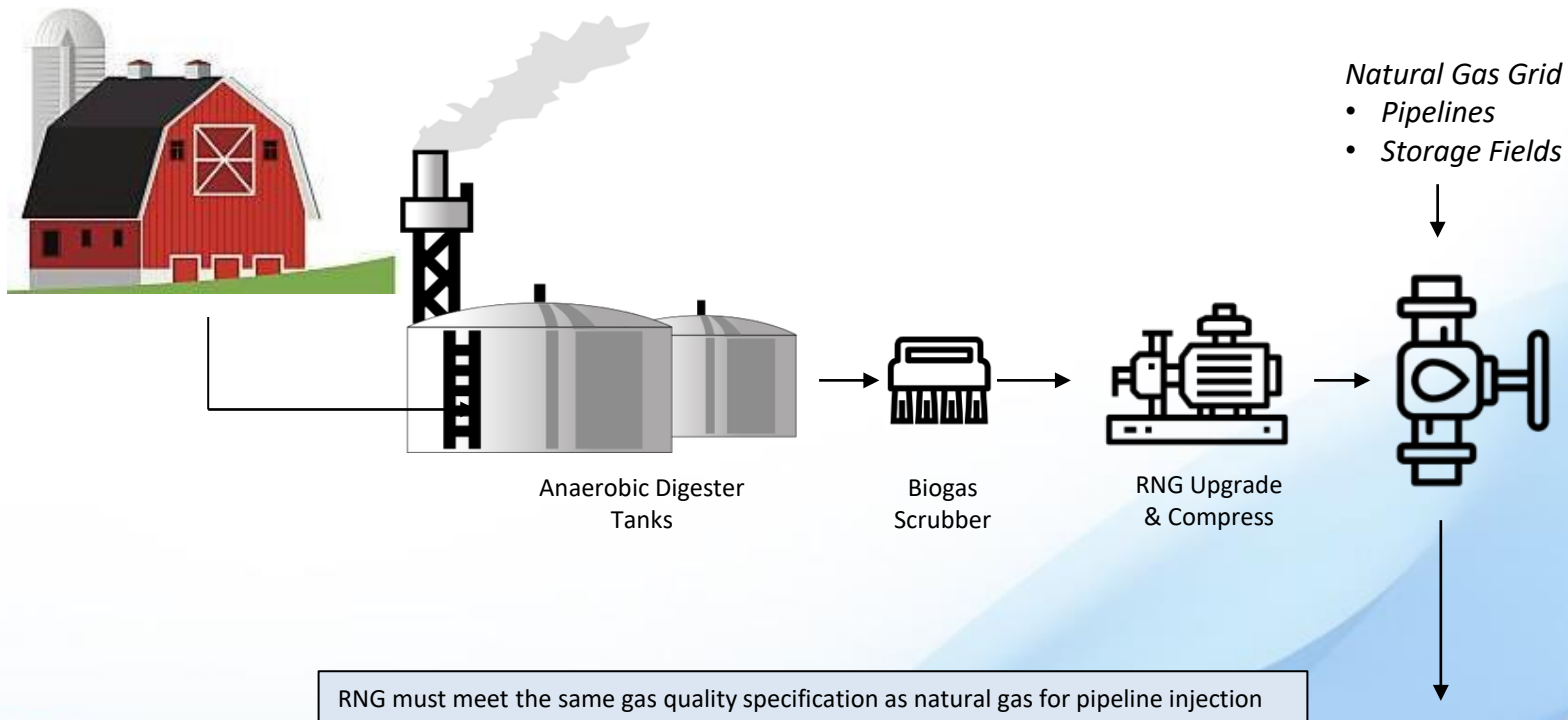 Natural Gas Grid
• Pipelines
• Storage Fields
Anaerobic Digester
Tanks
Biogas
Scrubber
RNG Upgrade
& Compress
RNG must meet the same gas quality specification as natural gas for pipeline injection